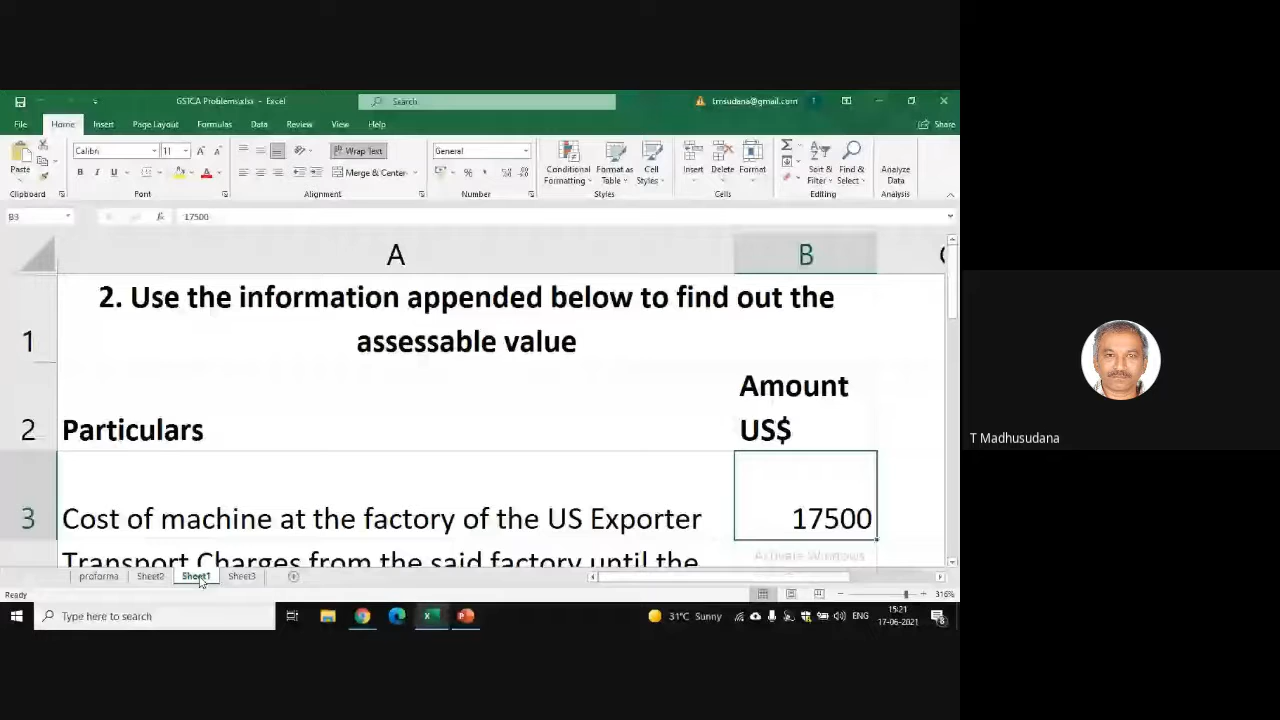 GSTCA Problems.xlsx - Excel
Search
tmsudana@gmail.com
File Home Insert Page Layout Formulas Data Review View Help
Share
Paste
Clipboard
Calibri 11
B I U
Font
Wrap Text
Merge & Center
Alignment
General
%
Number
Conditional Formatting
Format as Table
Cell Styles
Styles
Insert Delete Format
Cells
Sort & Filter
Find & Select
Editing
Analyze Data
Analysis
B3 fx 17500
A B
1 2. Use the information appended below to find out the
assessable value
Amount
2 Particulars US$
3 Cost of machine at the factory of the US Exporter 17500
Transport Charges from the said factory until the
Activate Windows
proforma Sheet2 Sheet1 Sheet3
Ready
316%
Type here to search
31°C Sunny
ENG
15:21
17-06-2021
T Madhusudana